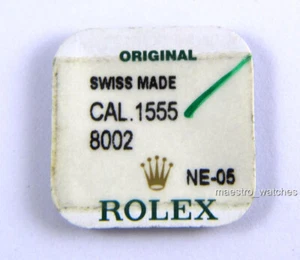 ORIGINAL
SWISS MADE
CAL.1555
8002
NE-05
maestro_watches
ROLEX